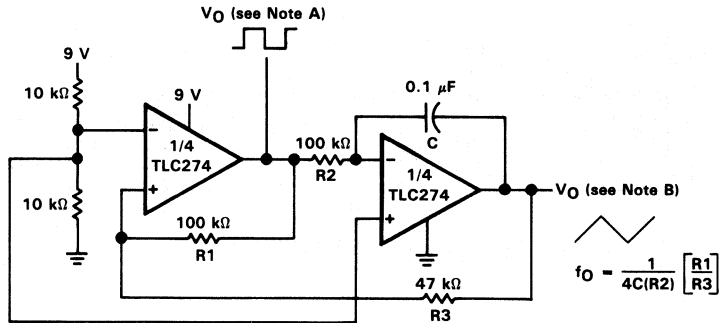 VO (see Note A)
9 V
10 kΩ
9 V
−
1/4
TLC274
+
10 kΩ
100 kΩ
R1
100 kΩ
R2
0.1 μF
C
−
1/4
TLC274
+
VO (see Note B)
47 kΩ
R3
fO = 1 / 4C(R2) [R1 / R3]